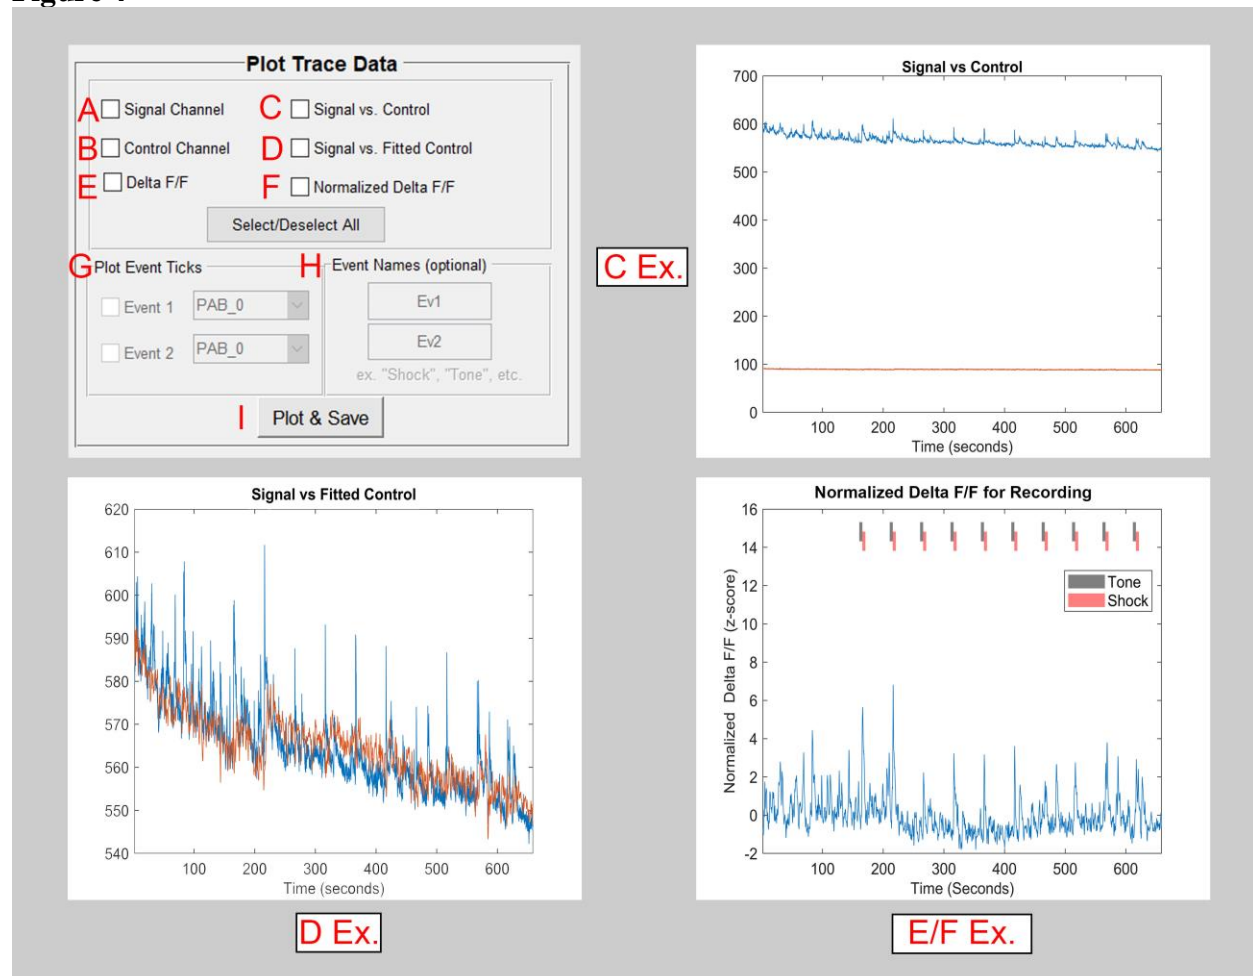 Plot Trace Data
A Signal Channel C Signal vs. Control
B Control Channel D Signal vs. Fitted Control
E Delta F/F F Normalized Delta F/F
Select/Deselect All
G Plot Event Ticks H Event Names (optional)
Event 1 PAB_0 Ev1
Event 2 PAB_0 Ev2
ex. "Shock", "Tone", etc.
I Plot & Save
Signal vs Control
700
600
500
400
300
200
100
0
100 200 300 400 500 600
Time (seconds)
C Ex.
Signal vs Fitted Control
620
610
600
590
580
570
560
550
540
100 200 300 400 500 600
Time (seconds)
D Ex.
Normalized Delta F/F for Recording
Normalized Delta F/F (z-score)
16
14
12
10
8
6
4
2
0
-2
Tone
Shock
100 200 300 400 500 600
Time (Seconds)
E/F Ex.